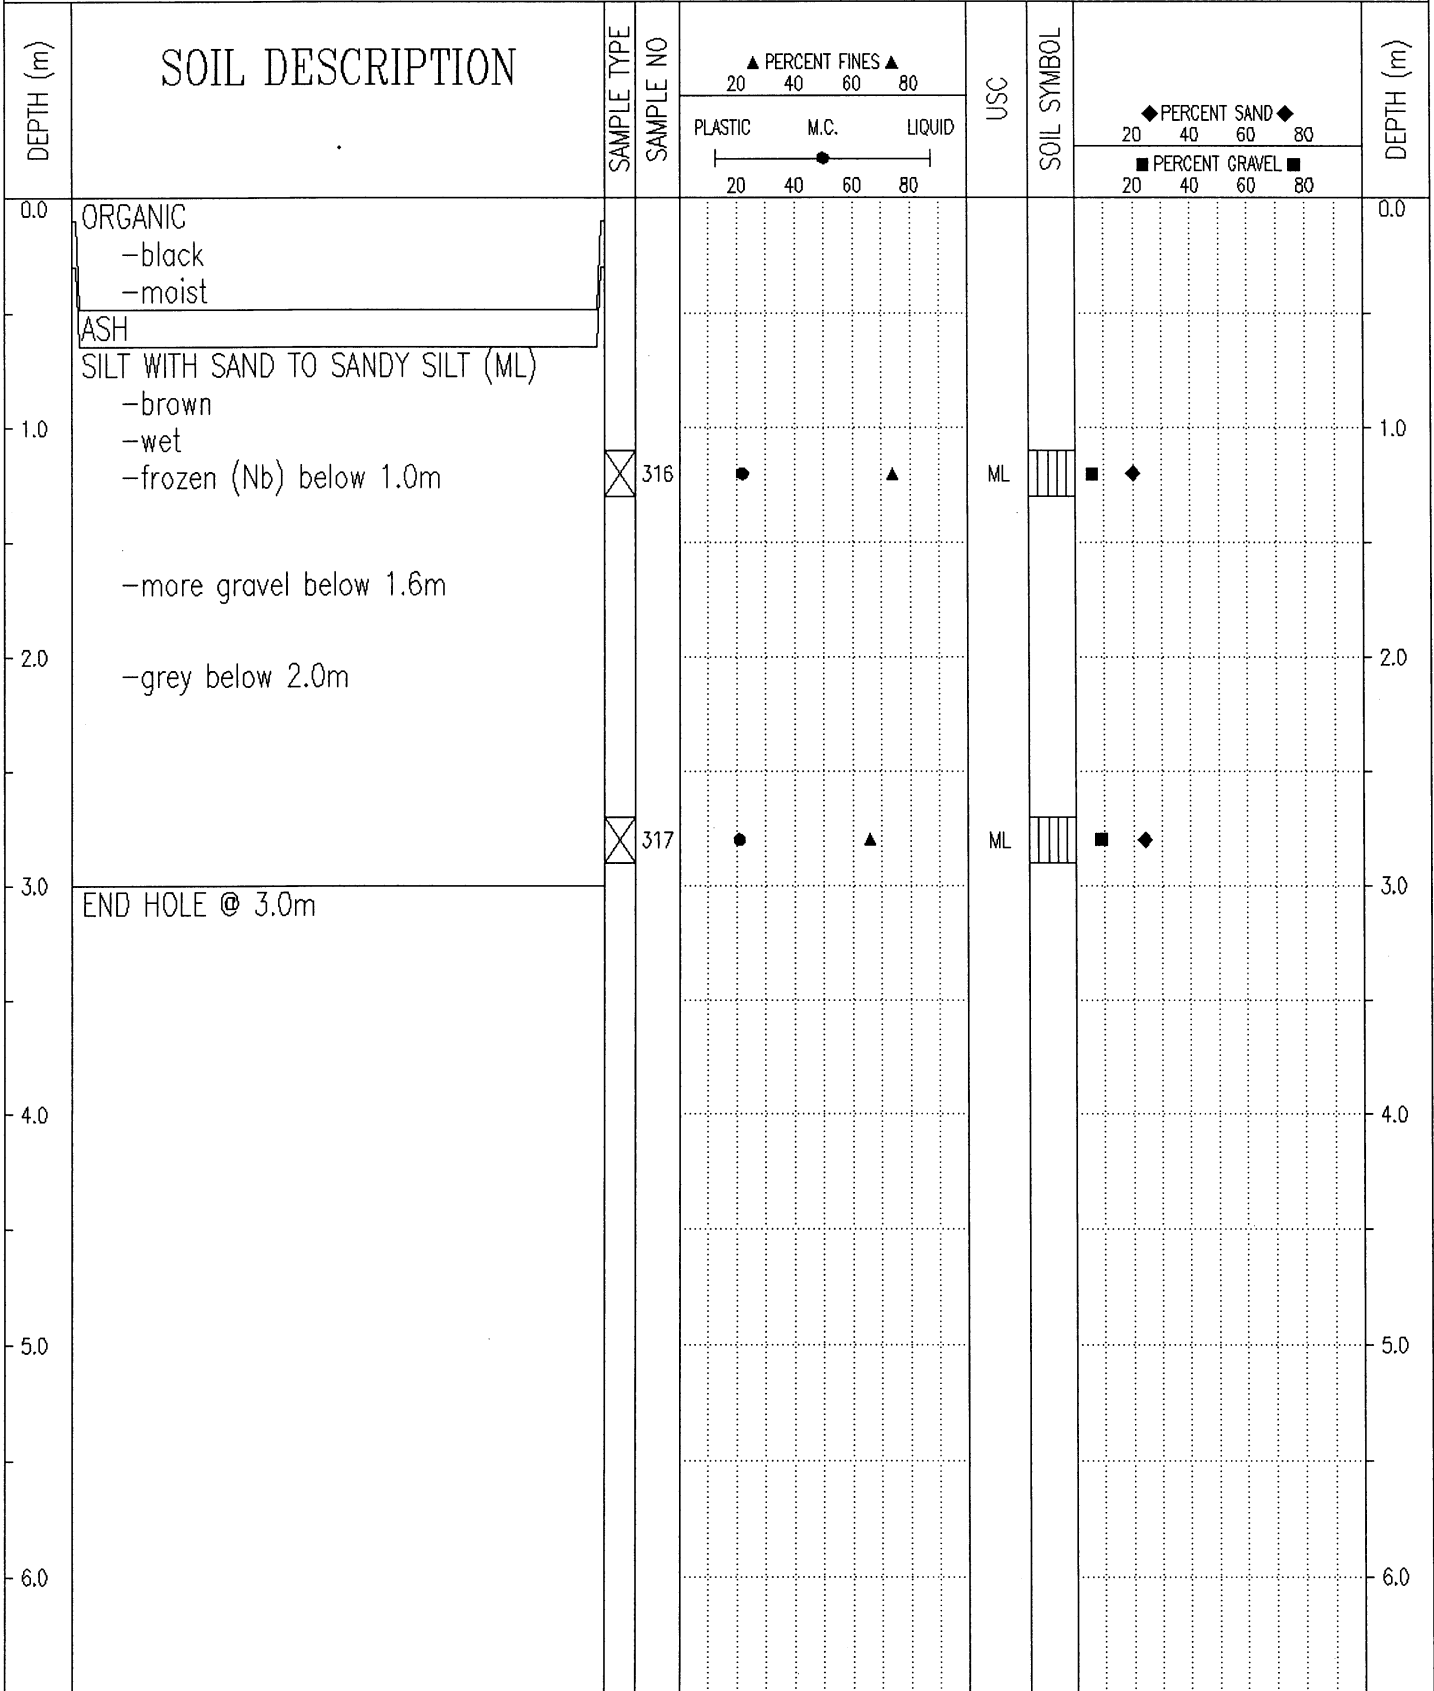 DEPTH (m)
SOIL DESCRIPTION
SAMPLE TYPE
SAMPLE NO
▲ PERCENT FINES ▲
20 40 60 80
PLASTIC M.C. LIQUID
20 40 60 80
USC
SOIL SYMBOL
◆ PERCENT SAND ◆
20 40 60 80
■ PERCENT GRAVEL ■
20 40 60 80
DEPTH (m)
0.0 ORGANIC 0.0
-black
-moist
ASH
SILT WITH SAND TO SANDY SILT (ML)
-brown
1.0 1.0
-wet
-frozen (Nb) below 1.0m 316 ML
-more gravel below 1.6m
2.0 2.0
-grey below 2.0m
317 ML
3.0 3.0
END HOLE @ 3.0m
4.0 4.0
5.0 5.0
6.0 6.0